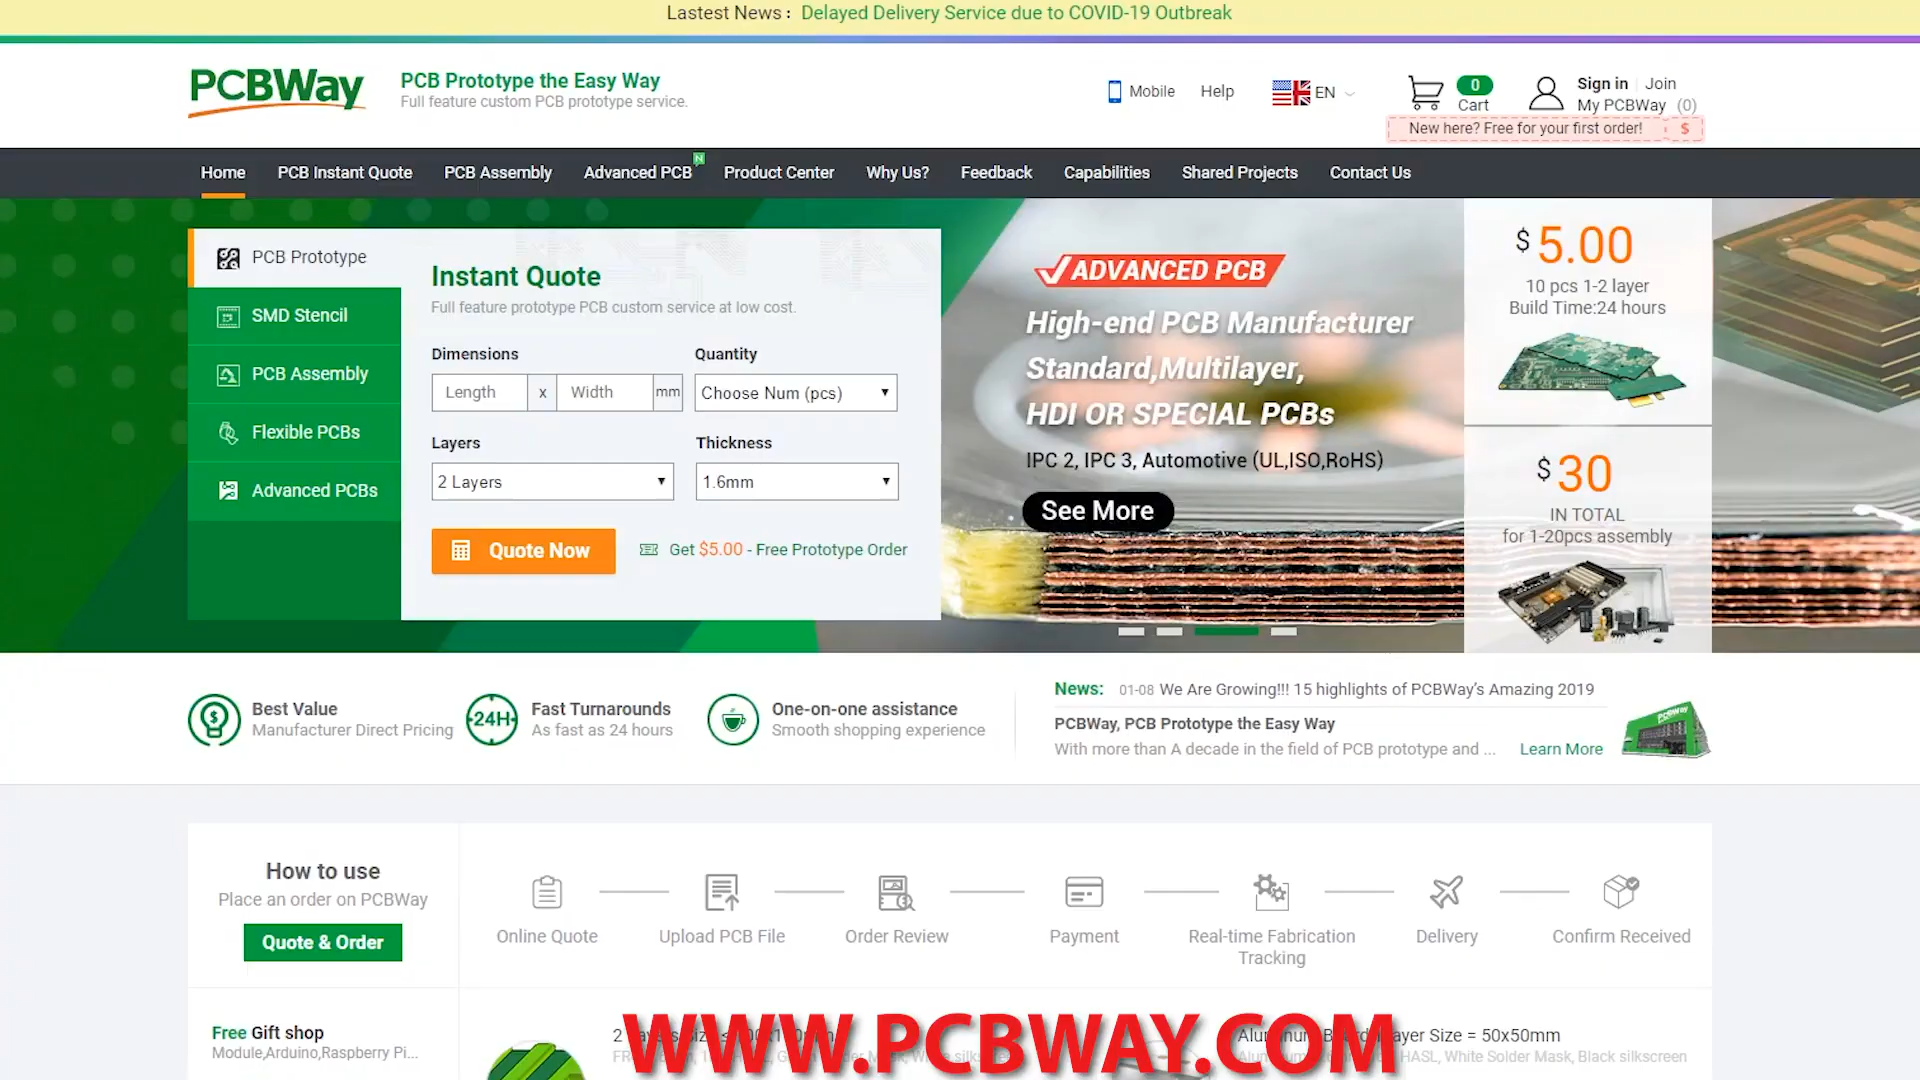 Lastest News : Delayed Delivery Service due to COVID-19 Outbreak
PCBWay
PCB Prototype the Easy Way
Full feature custom PCB prototype service.
Mobile
Help
EN
0
Cart
Sign in
Join
My PCBWay (0)
New here? Free for your first order! $
Home
PCB Instant Quote
PCB Assembly
Advanced PCB
N
Product Center
Why Us?
Feedback
Capabilities
Shared Projects
Contact Us
PCB Prototype
SMD Stencil
PCB Assembly
Flexible PCBs
Advanced PCBs
Instant Quote
Full feature prototype PCB custom service at low cost.
Dimensions
Quantity
Length x Width mm
Choose Num (pcs)
Layers
Thickness
2 Layers
1.6mm
Quote Now
Get $5.00 - Free Prototype Order
ADVANCED PCB
High-end PCB Manufacturer
Standard,Multilayer,
HDI OR SPECIAL PCBs
IPC 2, IPC 3, Automotive (UL,ISO,RoHS)
See More
$ 5.00
10 pcs 1-2 layer
Build Time:24 hours
$ 30
IN TOTAL
for 1-20pcs assembly
Best Value
Manufacturer Direct Pricing
24H
Fast Turnarounds
As fast as 24 hours
One-on-one assistance
Smooth shopping experience
News: 01-08 We Are Growing!!! 15 highlights of PCBWay's Amazing 2019
PCBWay, PCB Prototype the Easy Way
With more than A decade in the field of PCB prototype and ... Learn More
PCBWay
How to use
Place an order on PCBWay
Quote & Order
Online Quote
Upload PCB File
Order Review
Payment
Real-time Fabrication
Tracking
Delivery
Confirm Received
Free Gift shop
Module,Arduino,Raspberry Pi...
2
Layer Size = 50x50mm
HASL, White Solder Mask, Black silkscreen
WWW.PCBWAY.COM